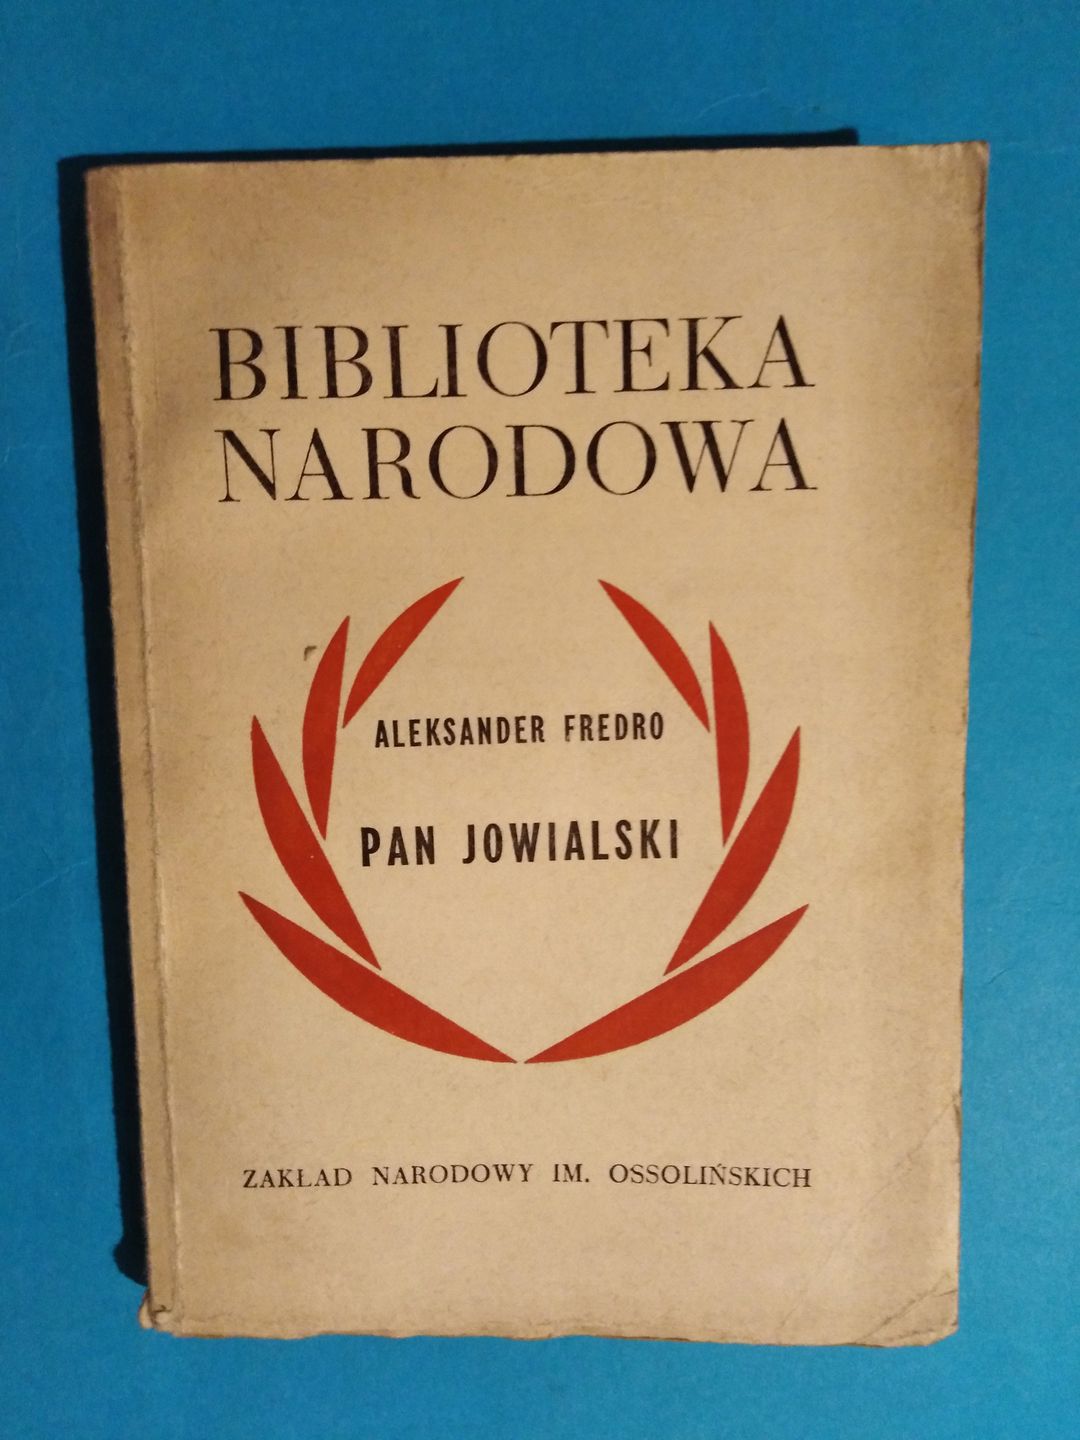 BIBLIOTEKA
NARODOWA
ALEKSANDER FREDRO
PAN JOWIALSKI
ZAKŁAD NARODOWY IM. OSSOLIŃSKICH